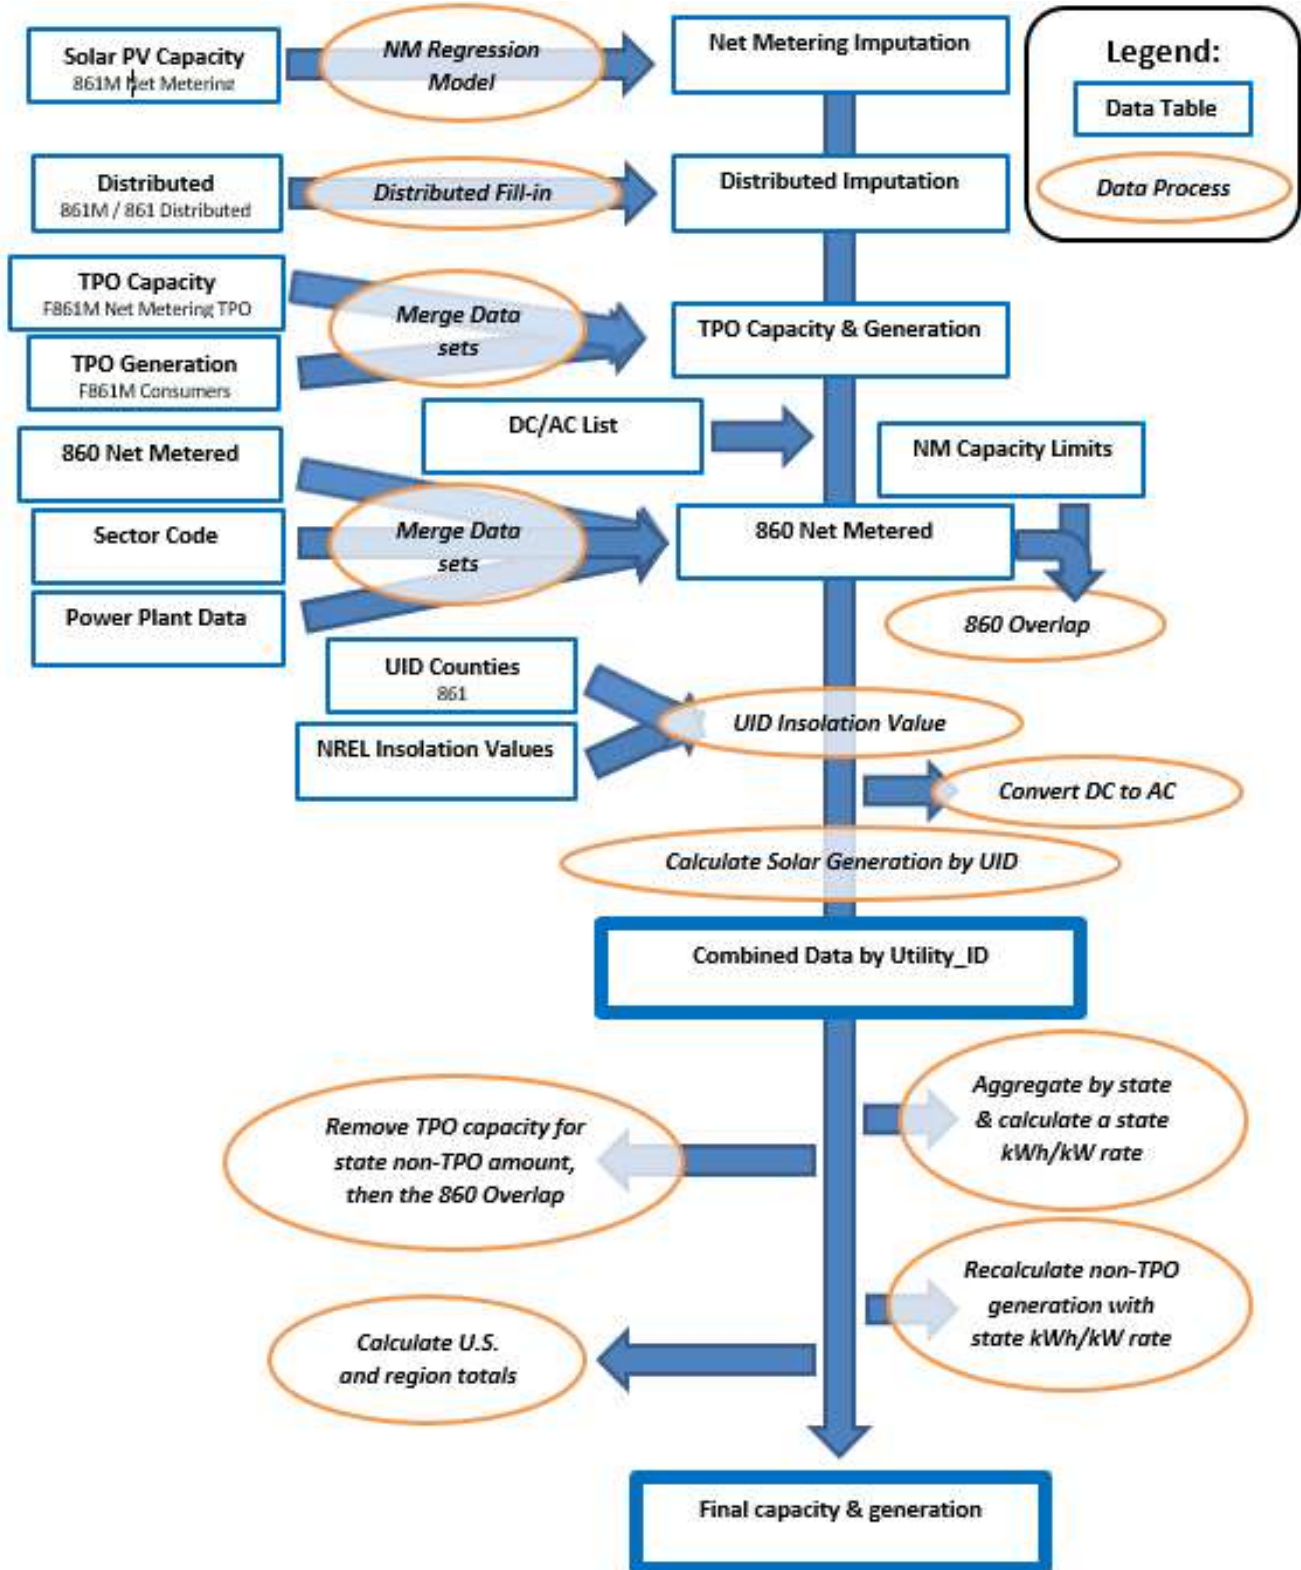 Solar PV Capacity
861M Net Metering
NM Regression
Model
Net Metering Imputation
Legend:
Data Table
Data Process
Distributed
861M / 861 Distributed
Distributed Fill-in
Distributed Imputation
TPO Capacity
F861M Net Metering TPO
TPO Generation
F861M Consumers
Merge Data
sets
TPO Capacity & Generation
DC/AC List
NM Capacity Limits
860 Net Metered
Sector Code
Power Plant Data
Merge Data
sets
860 Net Metered
860 Overlap
UID Counties
861
NREL Insolation Values
UID Insolation Value
Convert DC to AC
Calculate Solar Generation by UID
Combined Data by Utility_ID
Aggregate by state
& calculate a state
kWh/kW rate
Remove TPO capacity for
state non-TPO amount,
then the 860 Overlap
Recalculate non-TPO
generation with
state kWh/kW rate
Calculate U.S.
and region totals
Final capacity & generation